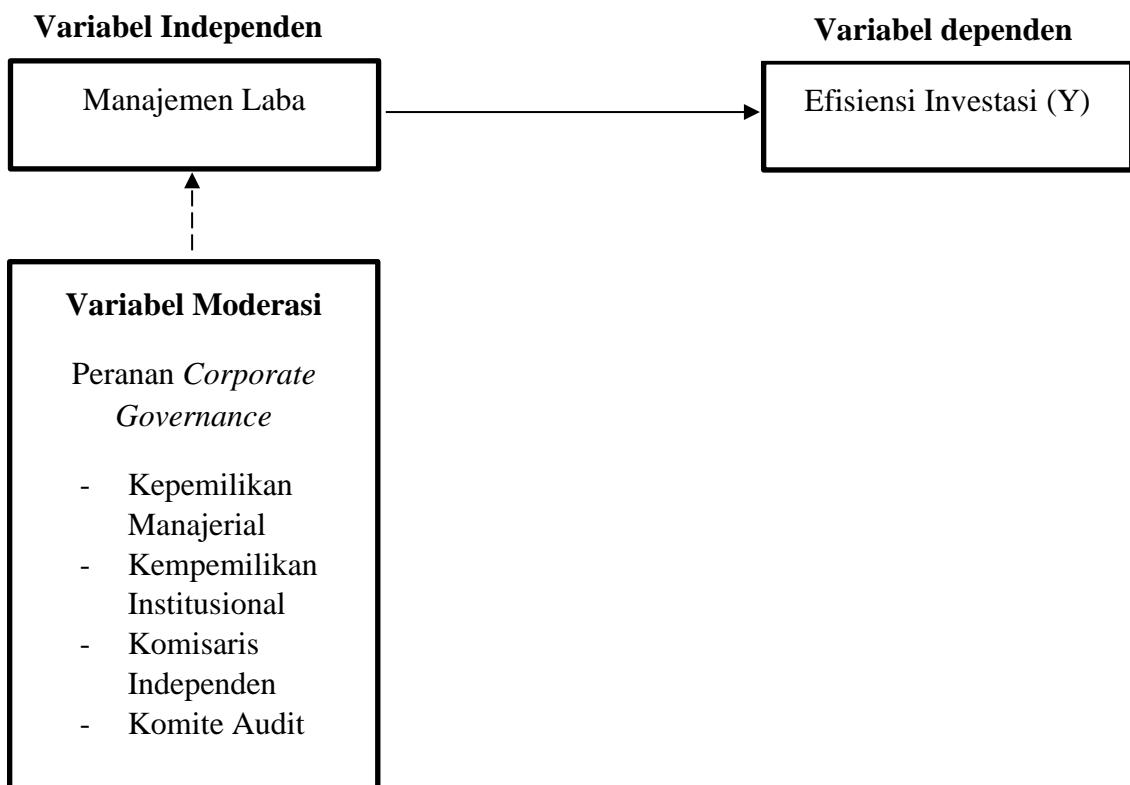 Variabel Independen
Variabel dependen
Manajemen Laba
Efisiensi Investasi (Y)
Variabel Moderasi
Peranan Corporate
Governance
- Kepemilikan
Manajerial
- Kempemilikan
Institusional
- Komisaris
Independen
- Komite Audit